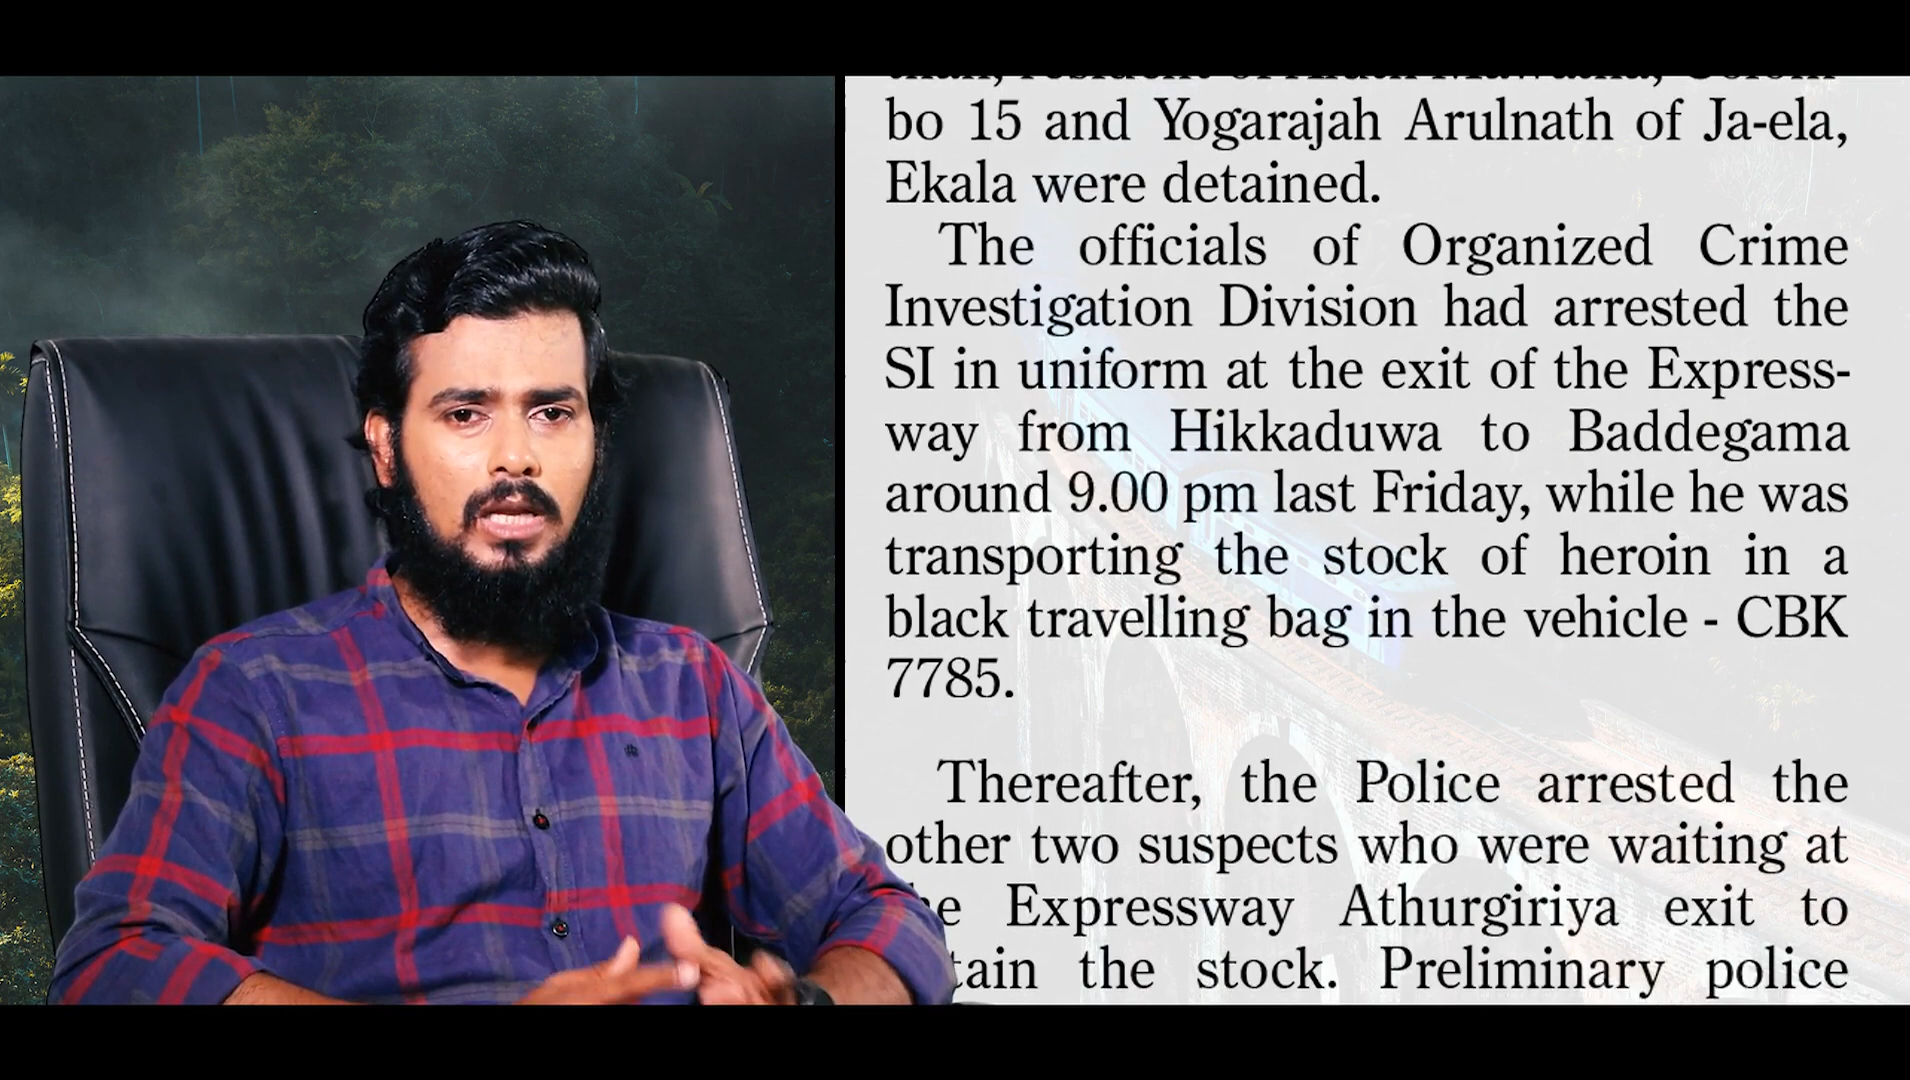 bo 15 and Yogarajah Arulnath of Ja-ela,
Ekala were detained.
The officials of Organized Crime
Investigation Division had arrested the
SI in uniform at the exit of the Express-
way from Hikkaduwa to Baddegama
around 9.00 pm last Friday, while he was
transporting the stock of heroin in a
black travelling bag in the vehicle - CBK
7785.
Thereafter, the Police arrested the
other two suspects who were waiting at
Expressway Athurgiriya exit to
the stock. Preliminary police